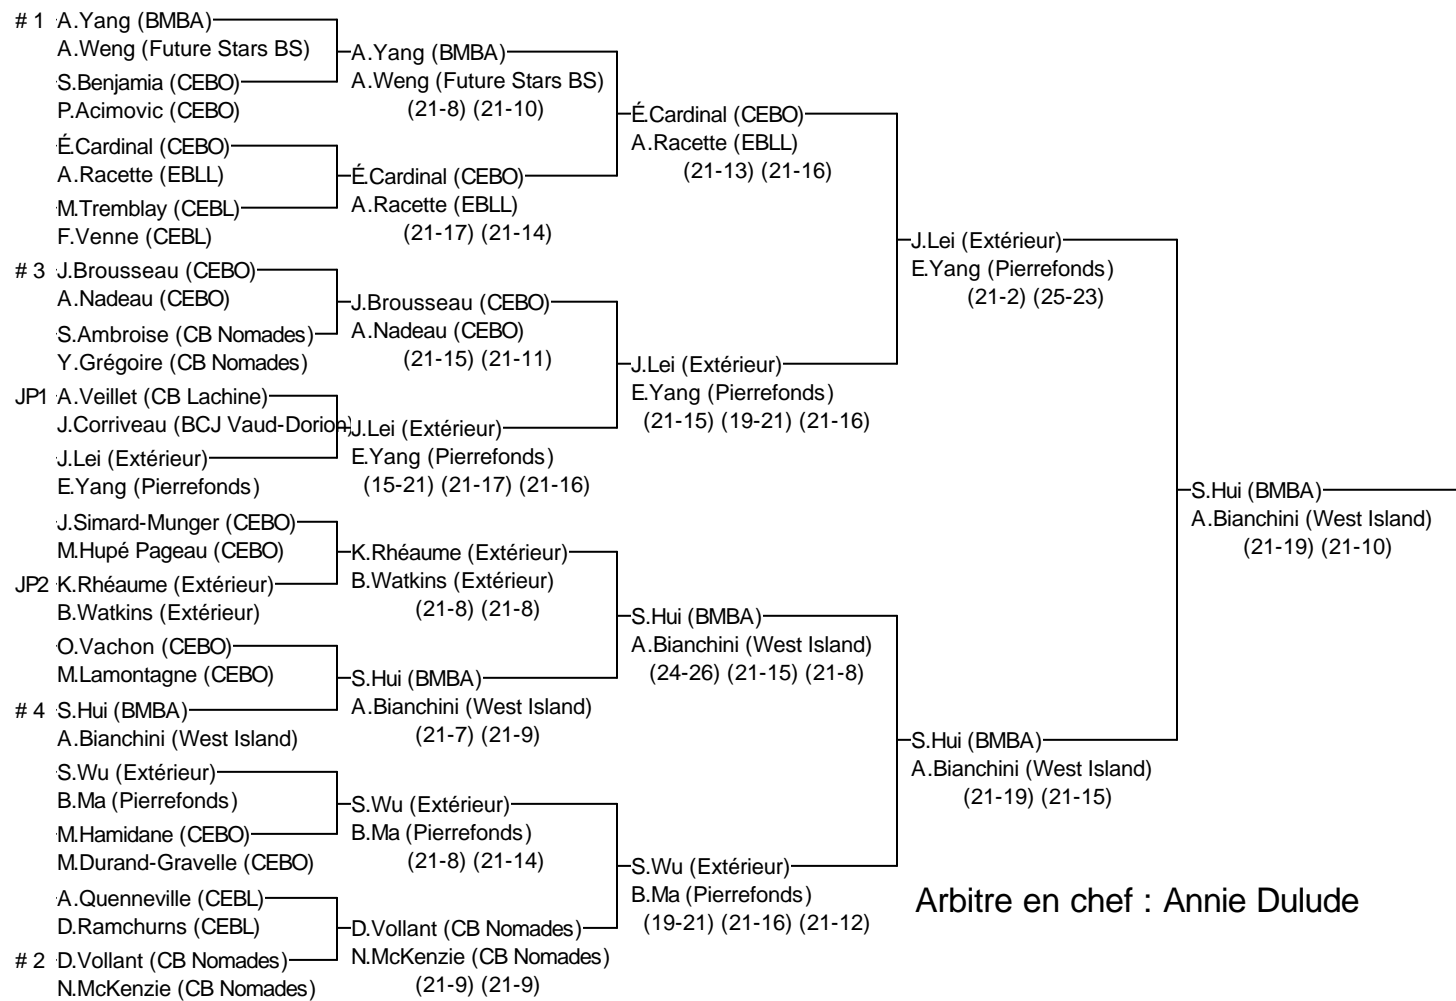 # 1 A.Yang (BMBA)
A.Weng (Future Stars BS)
S.Benjamia (CEBO)
P.Acimovic (CEBO)
É.Cardinal (CEBO)
A.Racette (EBLL)
M.Tremblay (CEBL)
F.Venne (CEBL)
# 3 J.Brousseau (CEBO)
A.Nadeau (CEBO)
S.Ambroise (CB Nomades)
Y.Grégoire (CB Nomades)
JP1 A.Veillet (CB Lachine)
J.Corriveau (BCJ Vaud-Dorion)
J.Lei (Extérieur)
E.Yang (Pierrefonds)
J.Simard-Munger (CEBO)
M.Hupé Pageau (CEBO)
JP2 K.Rhéaume (Extérieur)
B.Watkins (Extérieur)
O.Vachon (CEBO)
M.Lamontagne (CEBO)
# 4 S.Hui (BMBA)
A.Bianchini (West Island)
S.Wu (Extérieur)
B.Ma (Pierrefonds)
M.Hamidane (CEBO)
M.Durand-Gravelle (CEBO)
A.Quenneville (CEBL)
D.Ramchurns (CEBL)
# 2 D.Vollant (CB Nomades)
N.McKenzie (CB Nomades)
A.Yang (BMBA)
A.Weng (Future Stars BS)
(21-8) (21-10)
É.Cardinal (CEBO)
A.Racette (EBLL)
(21-17) (21-14)
J.Brousseau (CEBO)
A.Nadeau (CEBO)
(21-15) (21-11)
J.Lei (Extérieur)
E.Yang (Pierrefonds)
(15-21) (21-17) (21-16)
K.Rhéaume (Extérieur)
B.Watkins (Extérieur)
(21-8) (21-8)
S.Hui (BMBA)
A.Bianchini (West Island)
(21-7) (21-9)
S.Wu (Extérieur)
B.Ma (Pierrefonds)
(21-8) (21-14)
D.Vollant (CB Nomades)
N.McKenzie (CB Nomades)
(21-9) (21-9)
É.Cardinal (CEBO)
A.Racette (EBLL)
(21-13) (21-16)
J.Lei (Extérieur)
E.Yang (Pierrefonds)
(21-15) (19-21) (21-16)
S.Hui (BMBA)
A.Bianchini (West Island)
(24-26) (21-15) (21-8)
S.Wu (Extérieur)
B.Ma (Pierrefonds)
(19-21) (21-16) (21-12)
J.Lei (Extérieur)
E.Yang (Pierrefonds)
(21-2) (25-23)
S.Hui (BMBA)
A.Bianchini (West Island)
(21-19) (21-15)
S.Hui (BMBA)
A.Bianchini (West Island)
(21-19) (21-10)
Arbitre en chef : Annie Dulude